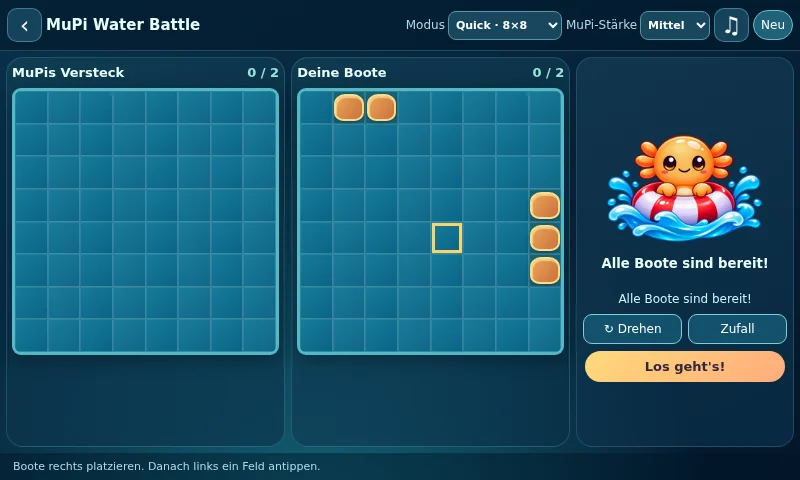 MuPi Water Battle
Modus Quick · 8×8 MuPi-Stärke Mittel Neu
MuPis Versteck 0 / 2
Deine Boote 0 / 2
Alle Boote sind bereit!
Alle Boote sind bereit!
↻ Drehen Zufall
Los geht's!
Boote rechts platzieren. Danach links ein Feld antippen.